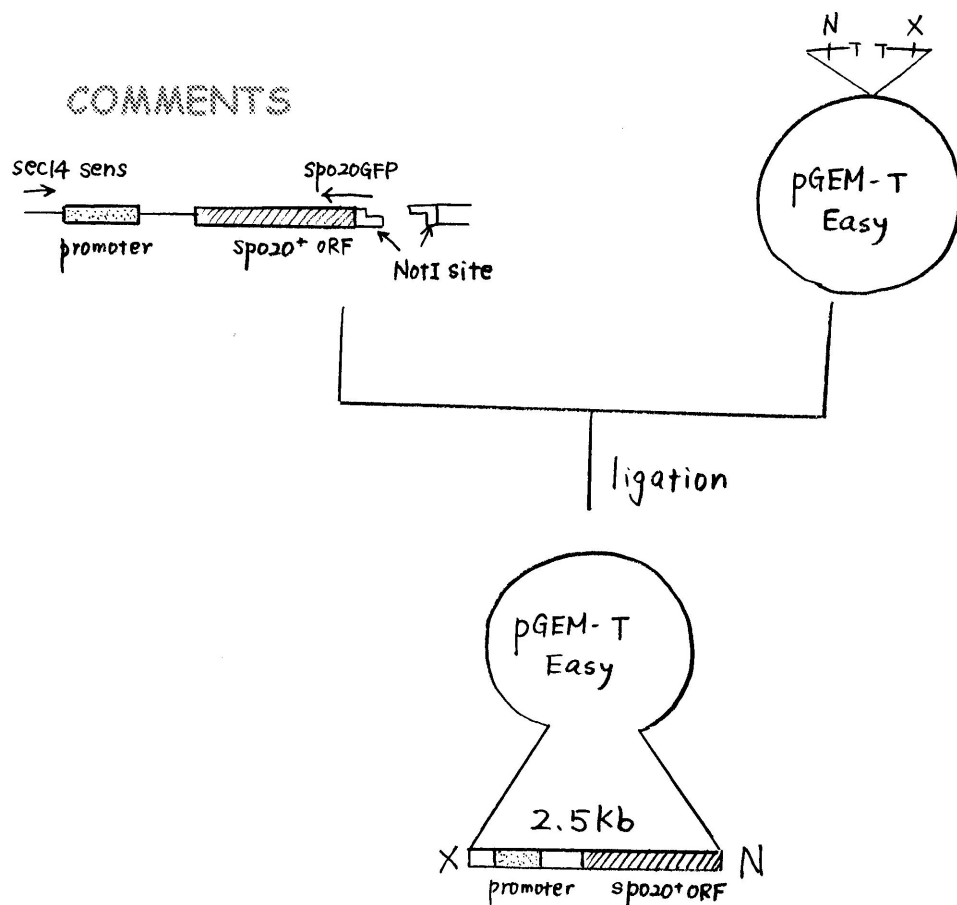 COMMENTS
sec14 sens
spo20GFP
promoter
spo20+ ORF
NotI site
N T T X
pGEM-T
Easy
ligation
pGEM-T
Easy
2.5Kb
X
N
promoter
spo20+ ORF